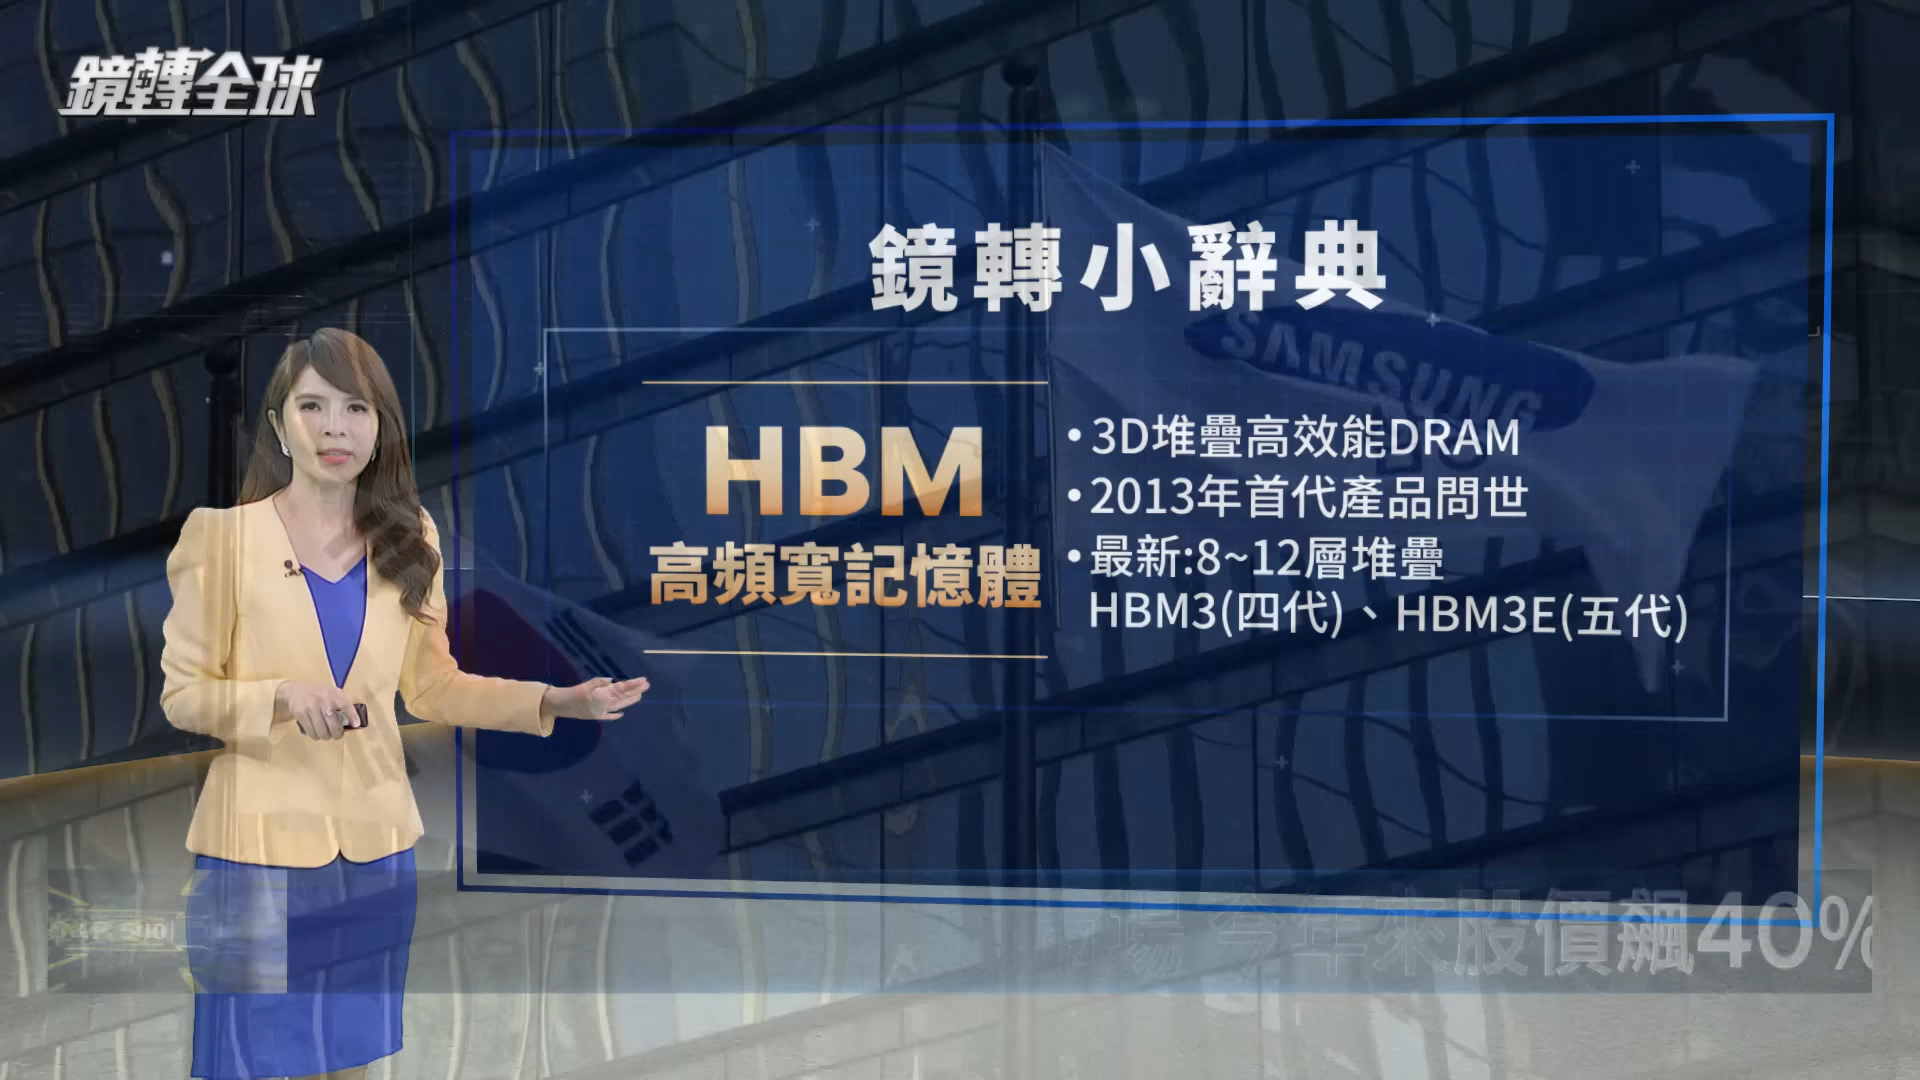 鏡轉全球
鏡轉小辭典
SAMSUNG
HBM
高頻寬記憶體
•3D堆疊高效能DRAM
•2013年首代產品問世
•最新:8~12層堆疊
HBM3(四代)、HBM3E(五代)
今年來股價飆40%